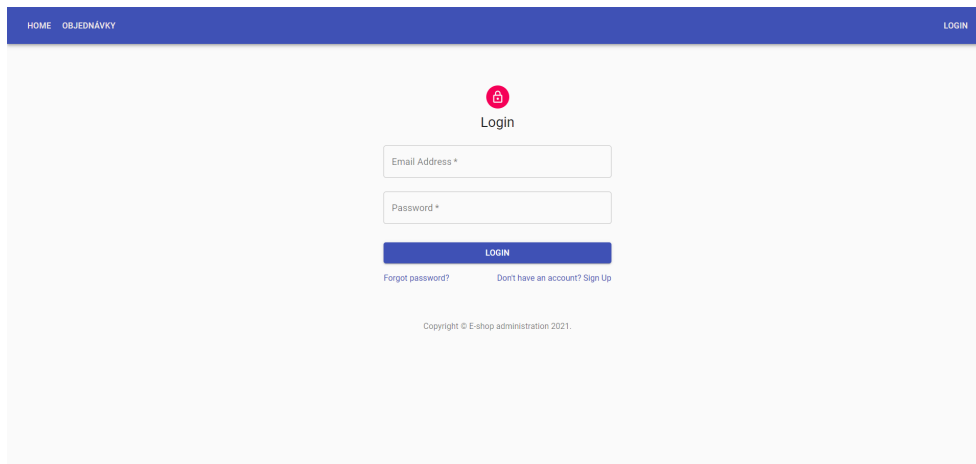 HOME OBJEDNÁVKY LOGIN
Login
Email Address *
Password *
LOGIN
Forgot password? Don't have an account? Sign Up
Copyright © E-shop administration 2021.